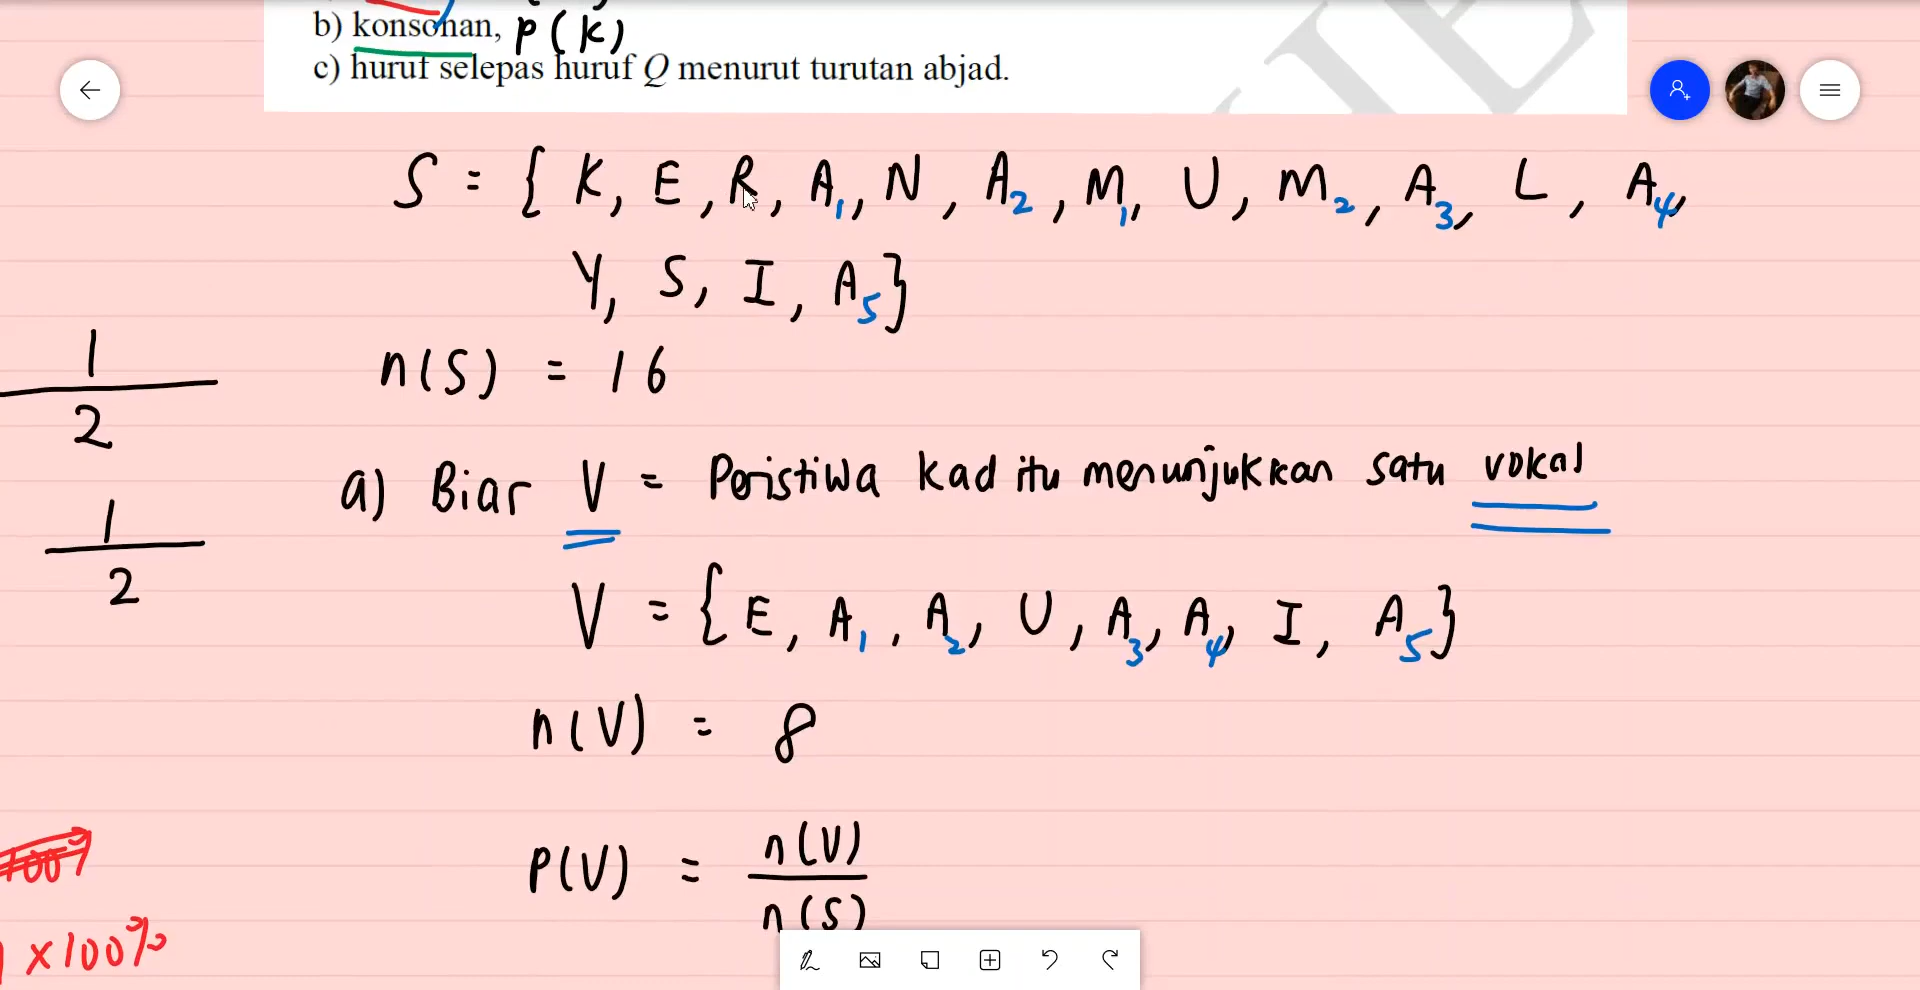 b) konsonan, P(K)
c) huruf selepas huruf Q menurut turutan abjad.
S = { K, E, R, A1, N, A2, M1, U, M2, A3, L, A4,
Y, S, I, A5}
n(S) = 16
1
2
a) Biar V = Peristiwa kad itu menunjukkan satu vokal
1
2
V = {E, A1, A2, U, A3, A4, I, A5}
n(V) = 8
P(V) = n(V)
n(S)
x100%